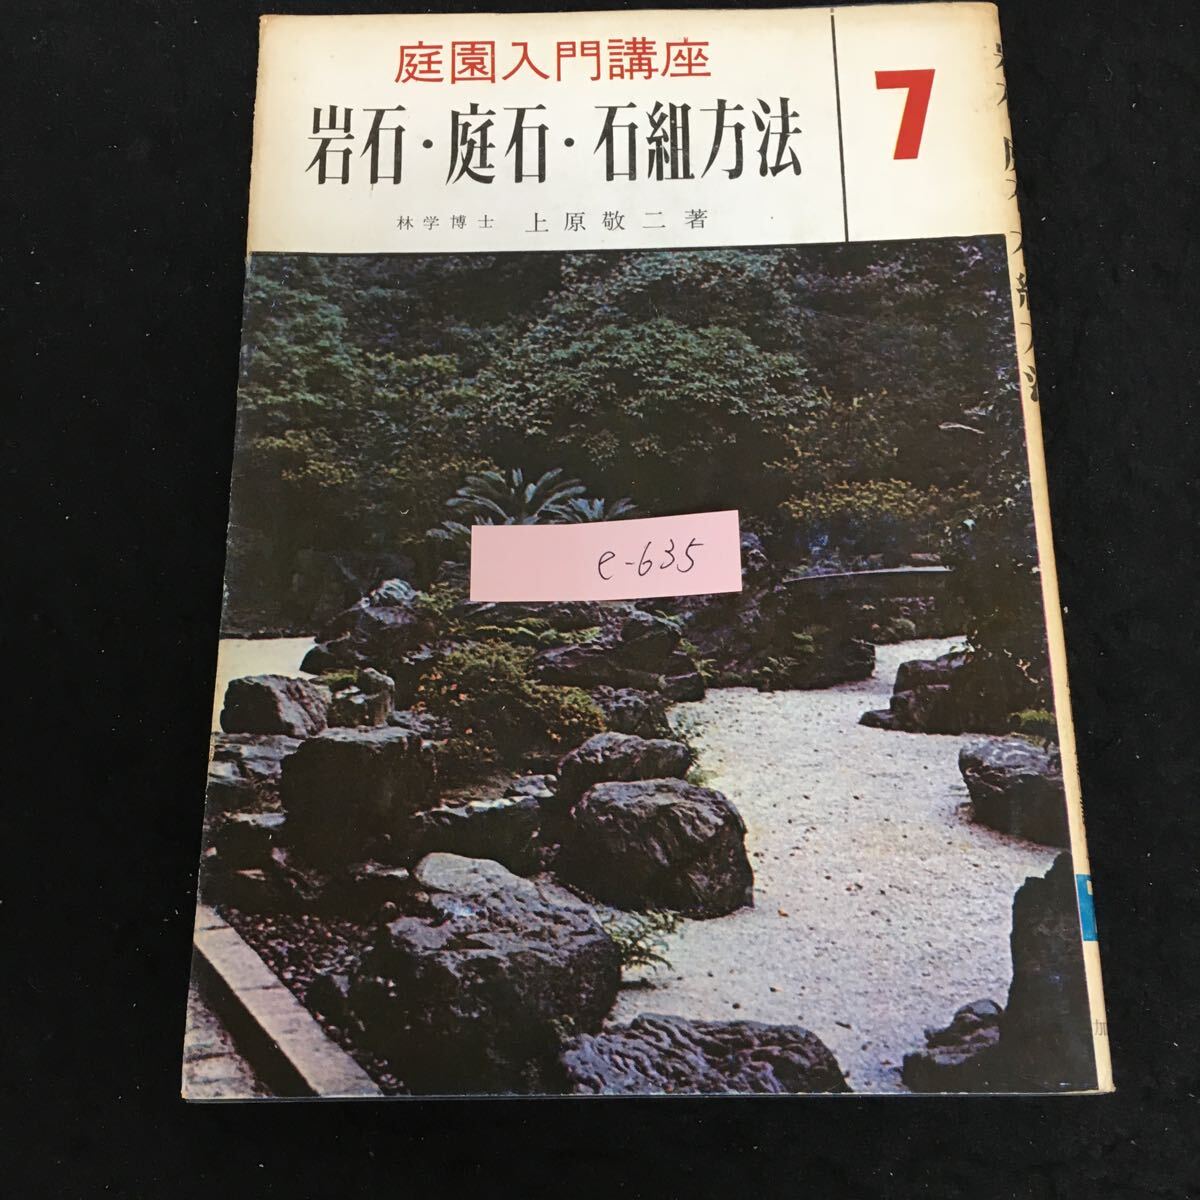 庭園入門講座
岩石・庭石・石組方法
林学博士 上原敬二著
7
e-635
加